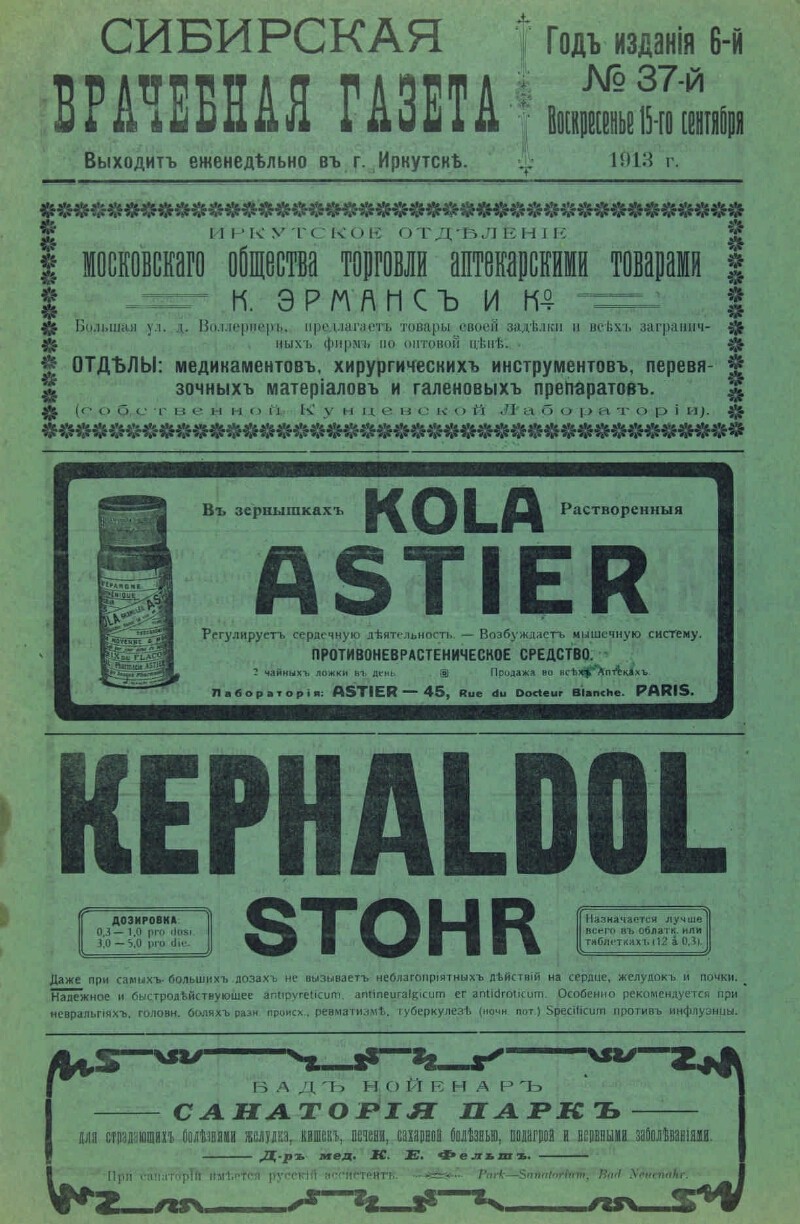 СИБИРСКАЯ
ВРАЧЕБНАЯ ГАЗЕТА
Выходитъ еженедѣльно въ г. Иркутскѣ.
Годъ изданія 6-й
№ 37-й
Воскресенье 15-го сентября
1913 г.
ИРКУТСКОЕ ОТДѢЛЕНІЕ
московскаго общества торговли аптекарскими товарами
К. ЭРМАНСЪ И Кº
Большая ул. д. Воллернеръ, предлагаетъ товары своей задѣлки и всѣхъ заграничныхъ фирмъ по оптовой цѣнѣ.
ОТДѢЛЫ: медикаментовъ, хирургическихъ инструментовъ, перевя-
зочныхъ матеріаловъ и галеновыхъ препаратовъ.
(собственной Кунцевской Лабораторіи).
Въ зернышкахъ KOLA Растворенныя
ASTIER
Регулируетъ сердечную дѣятельность. — Возбуждаетъ мышечную систему.
ПРОТИВОНЕВРАСТЕНИЧЕСКОЕ СРЕДСТВО.
2 чайныхъ ложки въ день. Продажа во всѣхъ Аптекахъ
Лабораторія: ASTIER — 45, Rue du Docteur Blanche. PARIS.
KEPHALDOL
STOHR
ДОЗИРОВКА
0,3 — 1,0 pro dosi
3,0 — 5,0 pro die.
Назначается лучше
всего въ облатк. или
таблеткахъ (12 à 0,3).
Даже при самыхъ большихъ дозахъ не вызываетъ неблагопріятныхъ дѣйствій на сердце, желудокъ и почки.
Надежное и быстродѣйствующее antipyreticum, antineuralgicum er antidroticum. Особенно рекомендуется при
невральгіяхъ, головн. боляхъ разн. происх., ревматизмѣ, туберкулезѣ (ночн. пот.) Specificum противъ инфлуэнцы.
БАДЪ НОЙЕНАРЪ
САНАТОРІЯ ПАРКЪ
для страдающихъ болѣзнями желудка, кишекъ, печени, сахарной болѣзнью, подагрой и нервными заболѣваніями.
Д-ръ мед. К. Е. Фельшъ.
При санаторіи имѣется русскій ассистентъ. Park—Sanatorium, Bad Neuenahr.